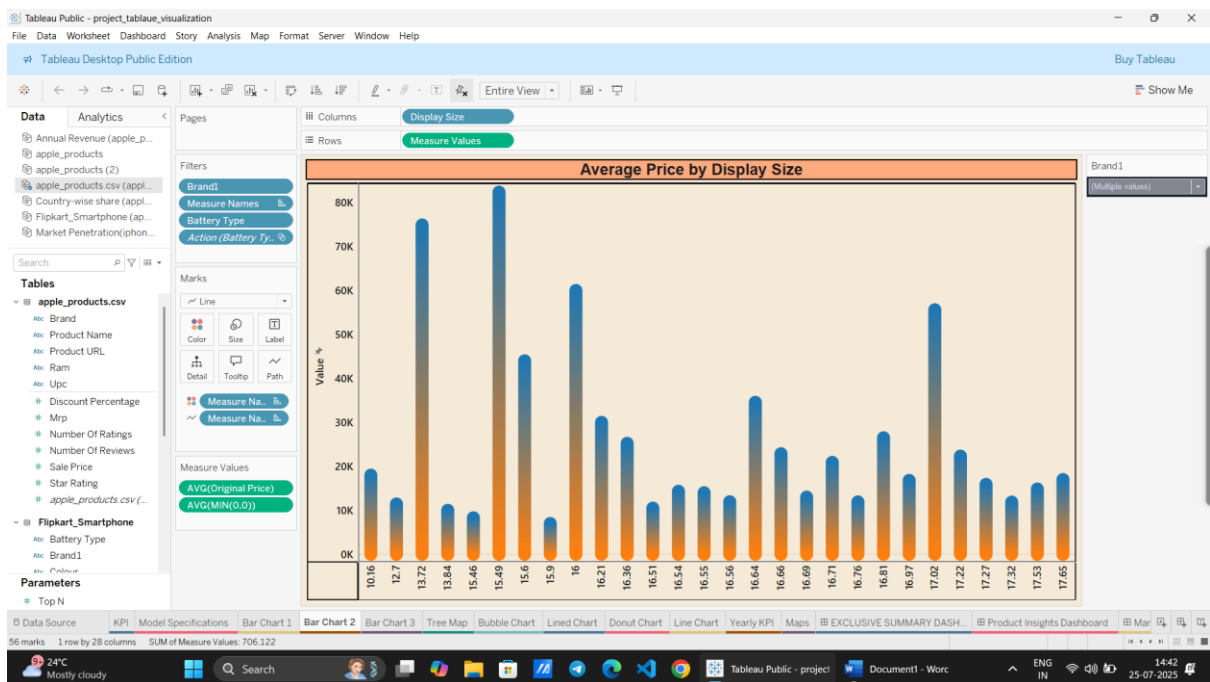 Tableau Public - project_tablaue_visualization
File Data Worksheet Dashboard Story Analysis Map Format Server Window Help
Tableau Desktop Public Edition
Buy Tableau
Entire View
Show Me
Data Analytics
Annual Revenue (apple_p...
apple_products
apple_products (2)
apple_products.csv (appl...
Country-wise share (appl...
Flipkart_Smartphone (ap...
Market Penetration(iphon...
Search
Tables
apple_products.csv
Abc Brand
Abc Product Name
Abc Product URL
Abc Ram
Abc Upc
# Discount Percentage
# Mrp
# Number Of Ratings
# Number Of Reviews
# Sale Price
# Star Rating
# apple_products.csv (...
Flipkart_Smartphone
Abc Battery Type
Abc Brand1
Abc Colour
Parameters
# Top N
Pages
Filters
Brand1
Measure Names
Battery Type
Action (Battery Ty..
Marks
Line
Color Size Label
Detail Tooltip Path
Measure Na..
Measure Na..
Measure Values
AVG(Original Price)
AVG(MIN(0,0))
Columns Display Size
Rows Measure Values
Average Price by Display Size
Value
80K
70K
60K
50K
40K
30K
20K
10K
0K
10.16 12.7 13.72 13.84 15.46 15.49 15.6 15.9 16 16.21 16.36 16.51 16.54 16.55 16.56 16.64 16.66 16.69 16.71 16.76 16.81 16.97 17.02 17.22 17.27 17.32 17.53 17.65
Brand1
(Multiple values)
Data Source KPI Model Specifications Bar Chart 1 Bar Chart 2 Bar Chart 3 Tree Map Bubble Chart Lined Chart Donut Chart Line Chart Yearly KPI Maps EXCLUSIVE SUMMARY DASH... Product Insights Dashboard Mar
56 marks 1 row by 28 columns SUM of Measure Values: 706.122
9+
24°C
Mostly cloudy
Search
Tableau Public - project
Document1 - Worc
ENG
IN
14:42
25-07-2025